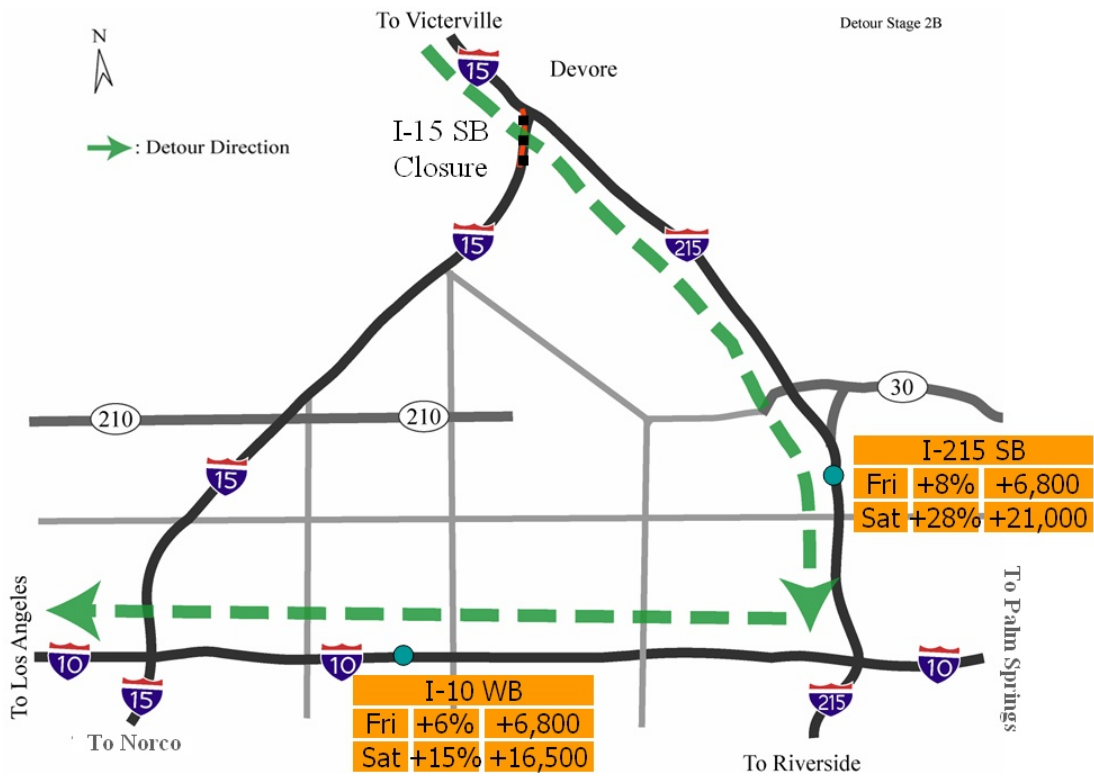 To Victerville
Detour Stage 2B
N
15
Devore
I-15 SB
Closure
: Detour Direction
15
215
210
210
30
15
I-215 SB
Fri +8% +6,800
Sat +28% +21,000
To Los Angeles
To Palm Springs
10
10
10
15
215
I-10 WB
Fri +6% +6,800
Sat +15% +16,500
To Norco
To Riverside